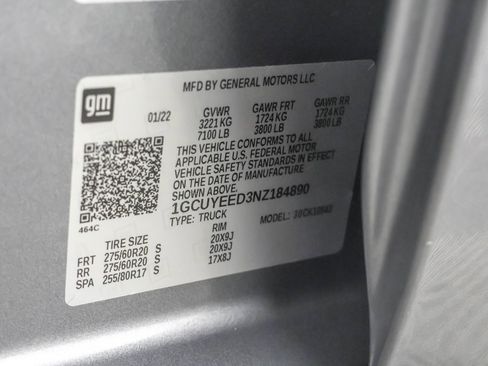 MFD BY GENERAL MOTORS LLC
gm
01/22
GVWR GAWR FRT GAWR RR
3221 KG 1724 KG 1724 KG
7100 LB 3800 LB 3800 LB
THIS VEHICLE CONFORMS TO ALL
APPLICABLE U.S. FEDERAL MOTOR
VEHICLE SAFETY STANDARDS IN EFFECT
ON THE DATE OF MANUFACTURE
SHOWN ABOVE.
1GCUYEED3NZ184890
464C
TYPE: TRUCK MODEL:
TIRE SIZE RIM
FRT 275/60R20 S 20X9J
RR 275/60R20 S 20X9J
SPA 255/80R17 S 17X8J